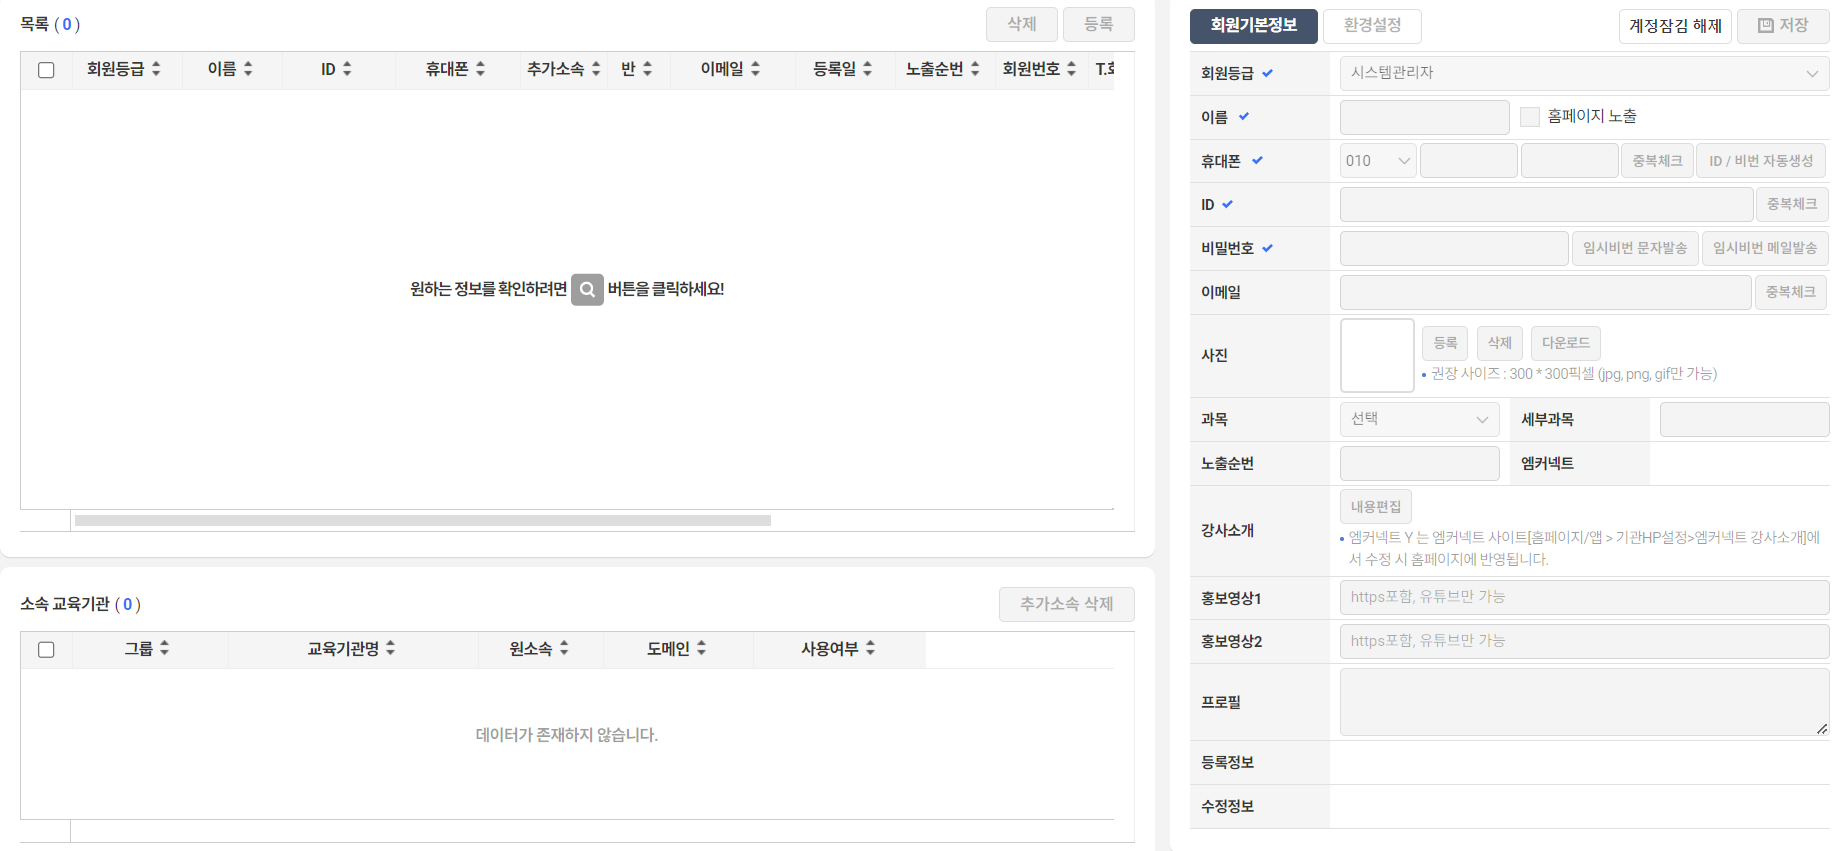 목록 ( 0 )
삭제
등록
회원등급
이름
ID
휴대폰
추가소속
반
이메일
등록일
노출순번
회원번호
원하는 정보를 확인하려면 버튼을 클릭하세요!
소속 교육기관 ( 0 )
추가소속 삭제
그룹
교육기관명
원소속
도메인
사용여부
데이터가 존재하지 않습니다.
회원기본정보
환경설정
계정잠김 해제
저장
회원등급
시스템관리자
이름
홈페이지 노출
휴대폰
010
중복체크
ID / 비번 자동생성
ID
중복체크
비밀번호
임시비번 문자발송
임시비번 메일발송
이메일
중복체크
사진
등록
삭제
다운로드
• 권장 사이즈 : 300 * 300픽셀 (jpg, png, gif만 가능)
과목
선택
세부과목
노출순번
엠커넥트
강사소개
내용편집
• 엠커넥트 Y 는 엠커넥트 사이트[홈페이지/앱 > 기관HP설정>엠커넥트 강사소개]에
서 수정 시 홈페이지에 반영됩니다.
홍보영상1
https포함, 유튜브만 가능
홍보영상2
https포함, 유튜브만 가능
프로필
등록정보
수정정보